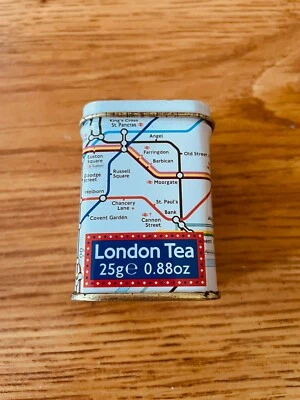 King's Cross
St. Pancras
Angel
Euston
Square
Farringdon
Old Street
Barbican
Russell
Square
Moorgate
Street
Holborn
Chancery
Lane
St. Paul's
Bank
Covent Garden
Cannon
Street
London Tea
25g℮ 0.88oz